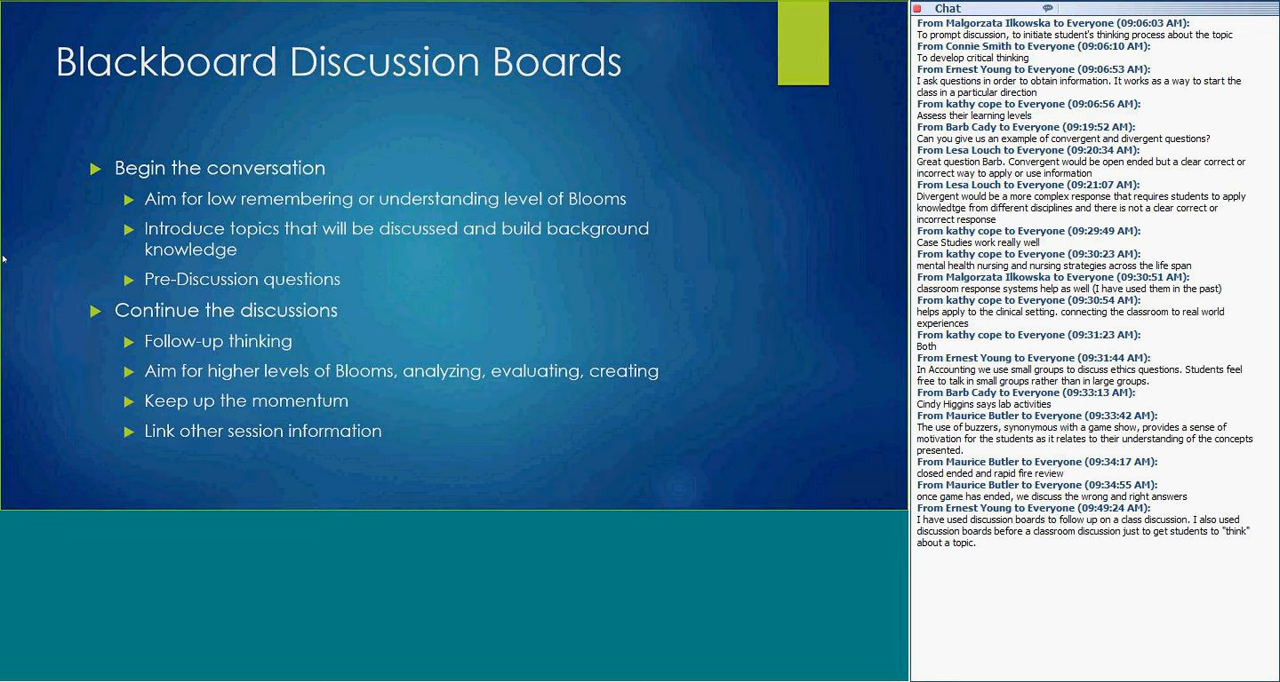 Blackboard Discussion Boards
Begin the conversation
Aim for low remembering or understanding level of Blooms
Introduce topics that will be discussed and build background
knowledge
Pre-Discussion questions
Continue the discussions
Follow-up thinking
Aim for higher levels of Blooms, analyzing, evaluating, creating
Keep up the momentum
Link other session information
Chat
From Malgorzata Ilkowska to Everyone (09:06:03 AM):
To prompt discussion, to initiate student's thinking process about the topic
From Connie Smith to Everyone (09:06:10 AM):
To develop critical thinking
From Ernest Young to Everyone (09:06:53 AM):
I ask questions in order to obtain information. It works as a way to start the
class in a particular direction
From kathy cope to Everyone (09:06:56 AM):
Assess their learning levels
From Barb Cady to Everyone (09:19:52 AM):
Can you give us an example of convergent and divergent questions?
From Lesa Louch to Everyone (09:20:34 AM):
Great question Barb. Convergent would be open ended but a clear correct or
incorrect way to apply or use information
From Lesa Louch to Everyone (09:21:07 AM):
Divergent would be a more complex response that requires students to apply
knowledtge from different disciplines and there is not a clear correct or
incorrect response
From kathy cope to Everyone (09:29:49 AM):
Case Studies work really well
From kathy cope to Everyone (09:30:23 AM):
mental health nursing and nursing strategies across the life span
From Malgorzata Ilkowska to Everyone (09:30:51 AM):
classroom response systems help as well (I have used them in the past)
From kathy cope to Everyone (09:30:54 AM):
helps apply to the clinical setting. connecting the classroom to real world
experiences
From kathy cope to Everyone (09:31:23 AM):
Both
From Ernest Young to Everyone (09:31:44 AM):
In Accounting we use small groups to discuss ethics questions. Students feel
free to talk in small groups rather than in large groups.
From Barb Cady to Everyone (09:33:13 AM):
Cindy Higgins says lab activities
From Maurice Butler to Everyone (09:33:42 AM):
The use of buzzers, synonymous with a game show, provides a sense of
motivation for the students as it relates to their understanding of the concepts
presented.
From Maurice Butler to Everyone (09:34:17 AM):
closed ended and rapid fire review
From Maurice Butler to Everyone (09:34:55 AM):
once game has ended, we discuss the wrong and right answers
From Ernest Young to Everyone (09:49:24 AM):
I have used discussion boards to follow up on a class discussion. I also used
discussion boards before a classroom discussion just to get students to "think"
about a topic.